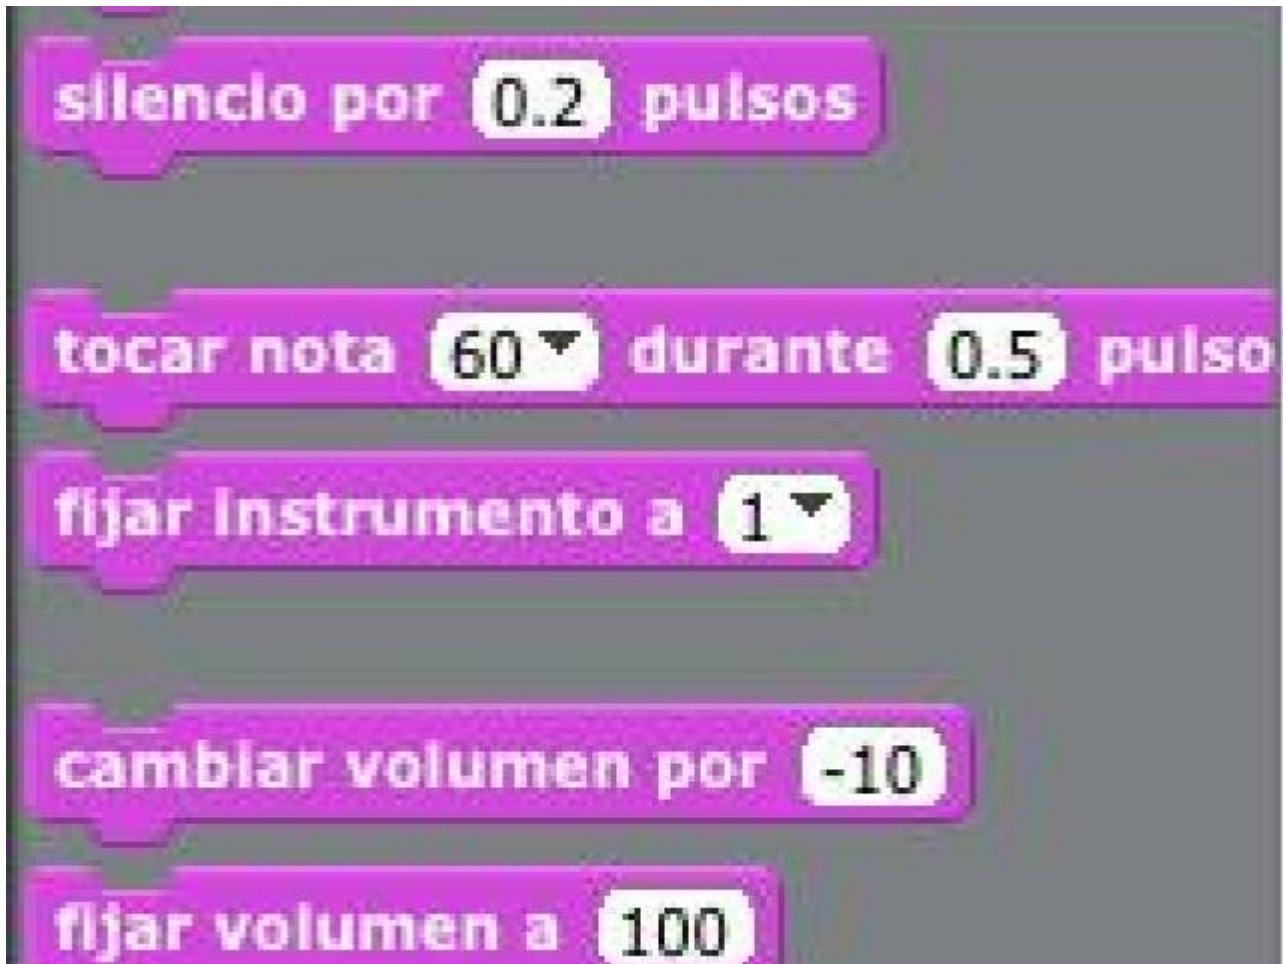 silencio por 0.2 pulsos
tocar nota 60 durante 0.5 pulso
fijar instrumento a 1
cambiar volumen por -10
fijar volumen a 100